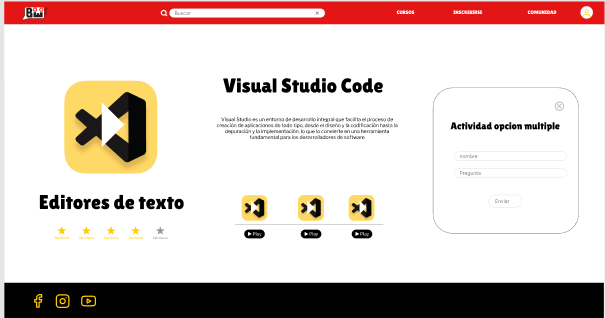 Buscar
CURSOS
INSCRIBIRSE
COMUNIDAD
Visual Studio Code
Visual Studio es un entorno de desarrollo integral que facilita el proceso de
creación de aplicaciones de todo tipo, desde el diseño y la codificación hasta la
depuración y la implementación, lo que lo convierte en una herramienta
fundamental para los desarrolladores de software
Editores de texto
Play
Play
Play
Actividad opcion multiple
nombre
Pregunta
Enviar